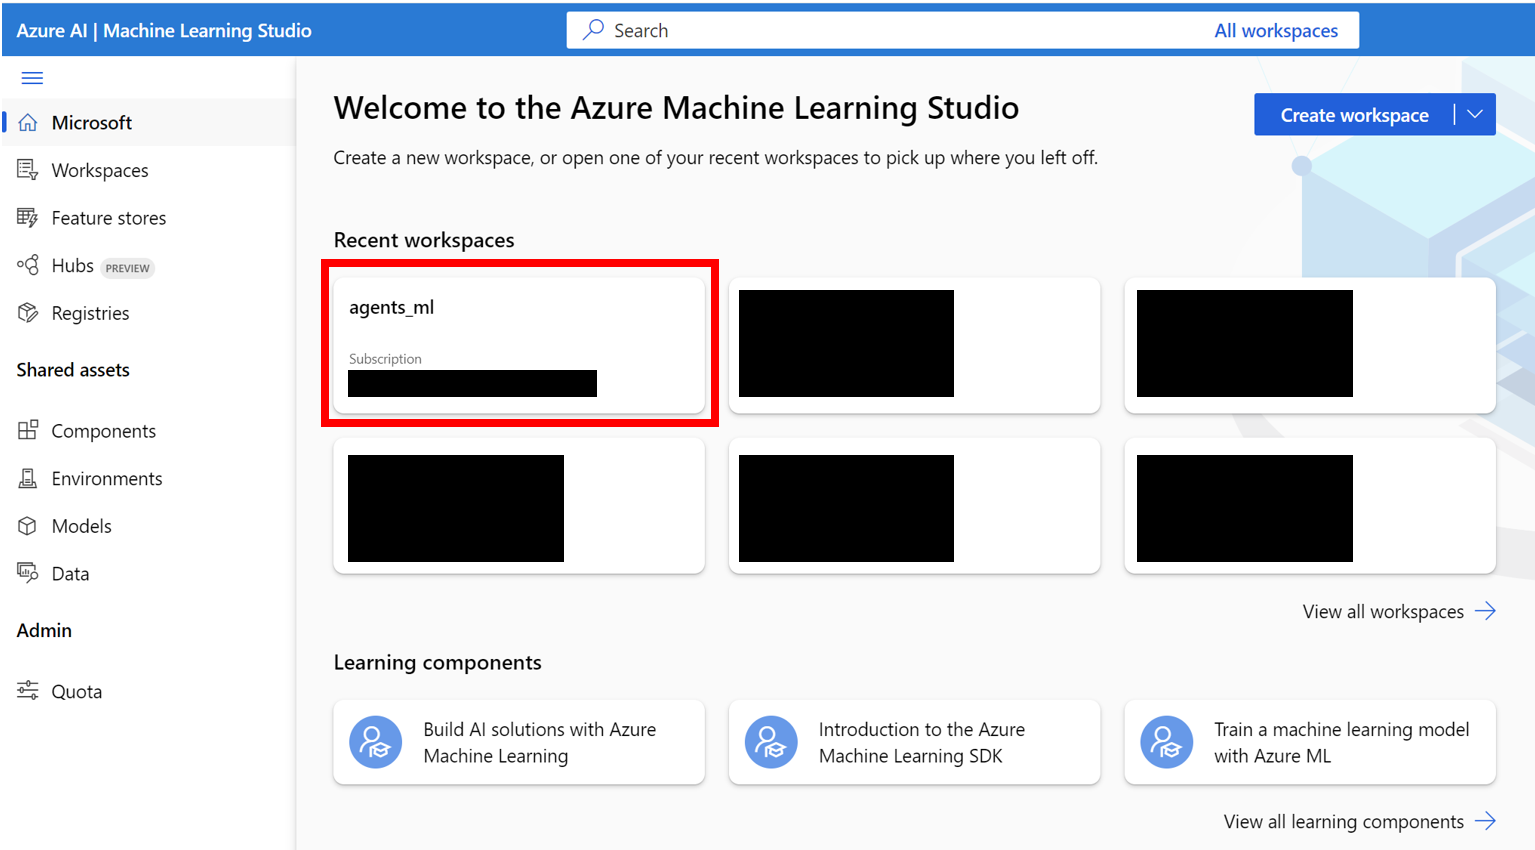 Azure AI | Machine Learning Studio
Search
All workspaces
Microsoft
Workspaces
Feature stores
Hubs PREVIEW
Registries
Shared assets
Components
Environments
Models
Data
Admin
Quota
Welcome to the Azure Machine Learning Studio
Create workspace
Create a new workspace, or open one of your recent workspaces to pick up where you left off.
Recent workspaces
agents_ml
Subscription
View all workspaces
Learning components
Build AI solutions with Azure
Machine Learning
Introduction to the Azure
Machine Learning SDK
Train a machine learning model
with Azure ML
View all learning components